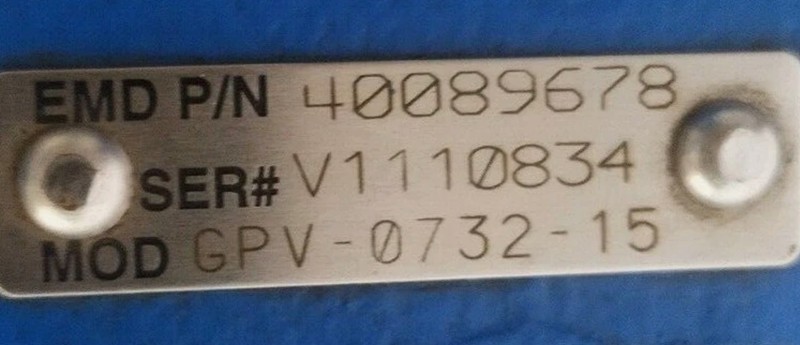 EMD P/N 40089678
SER# V1110834
MOD GPV-0732-15